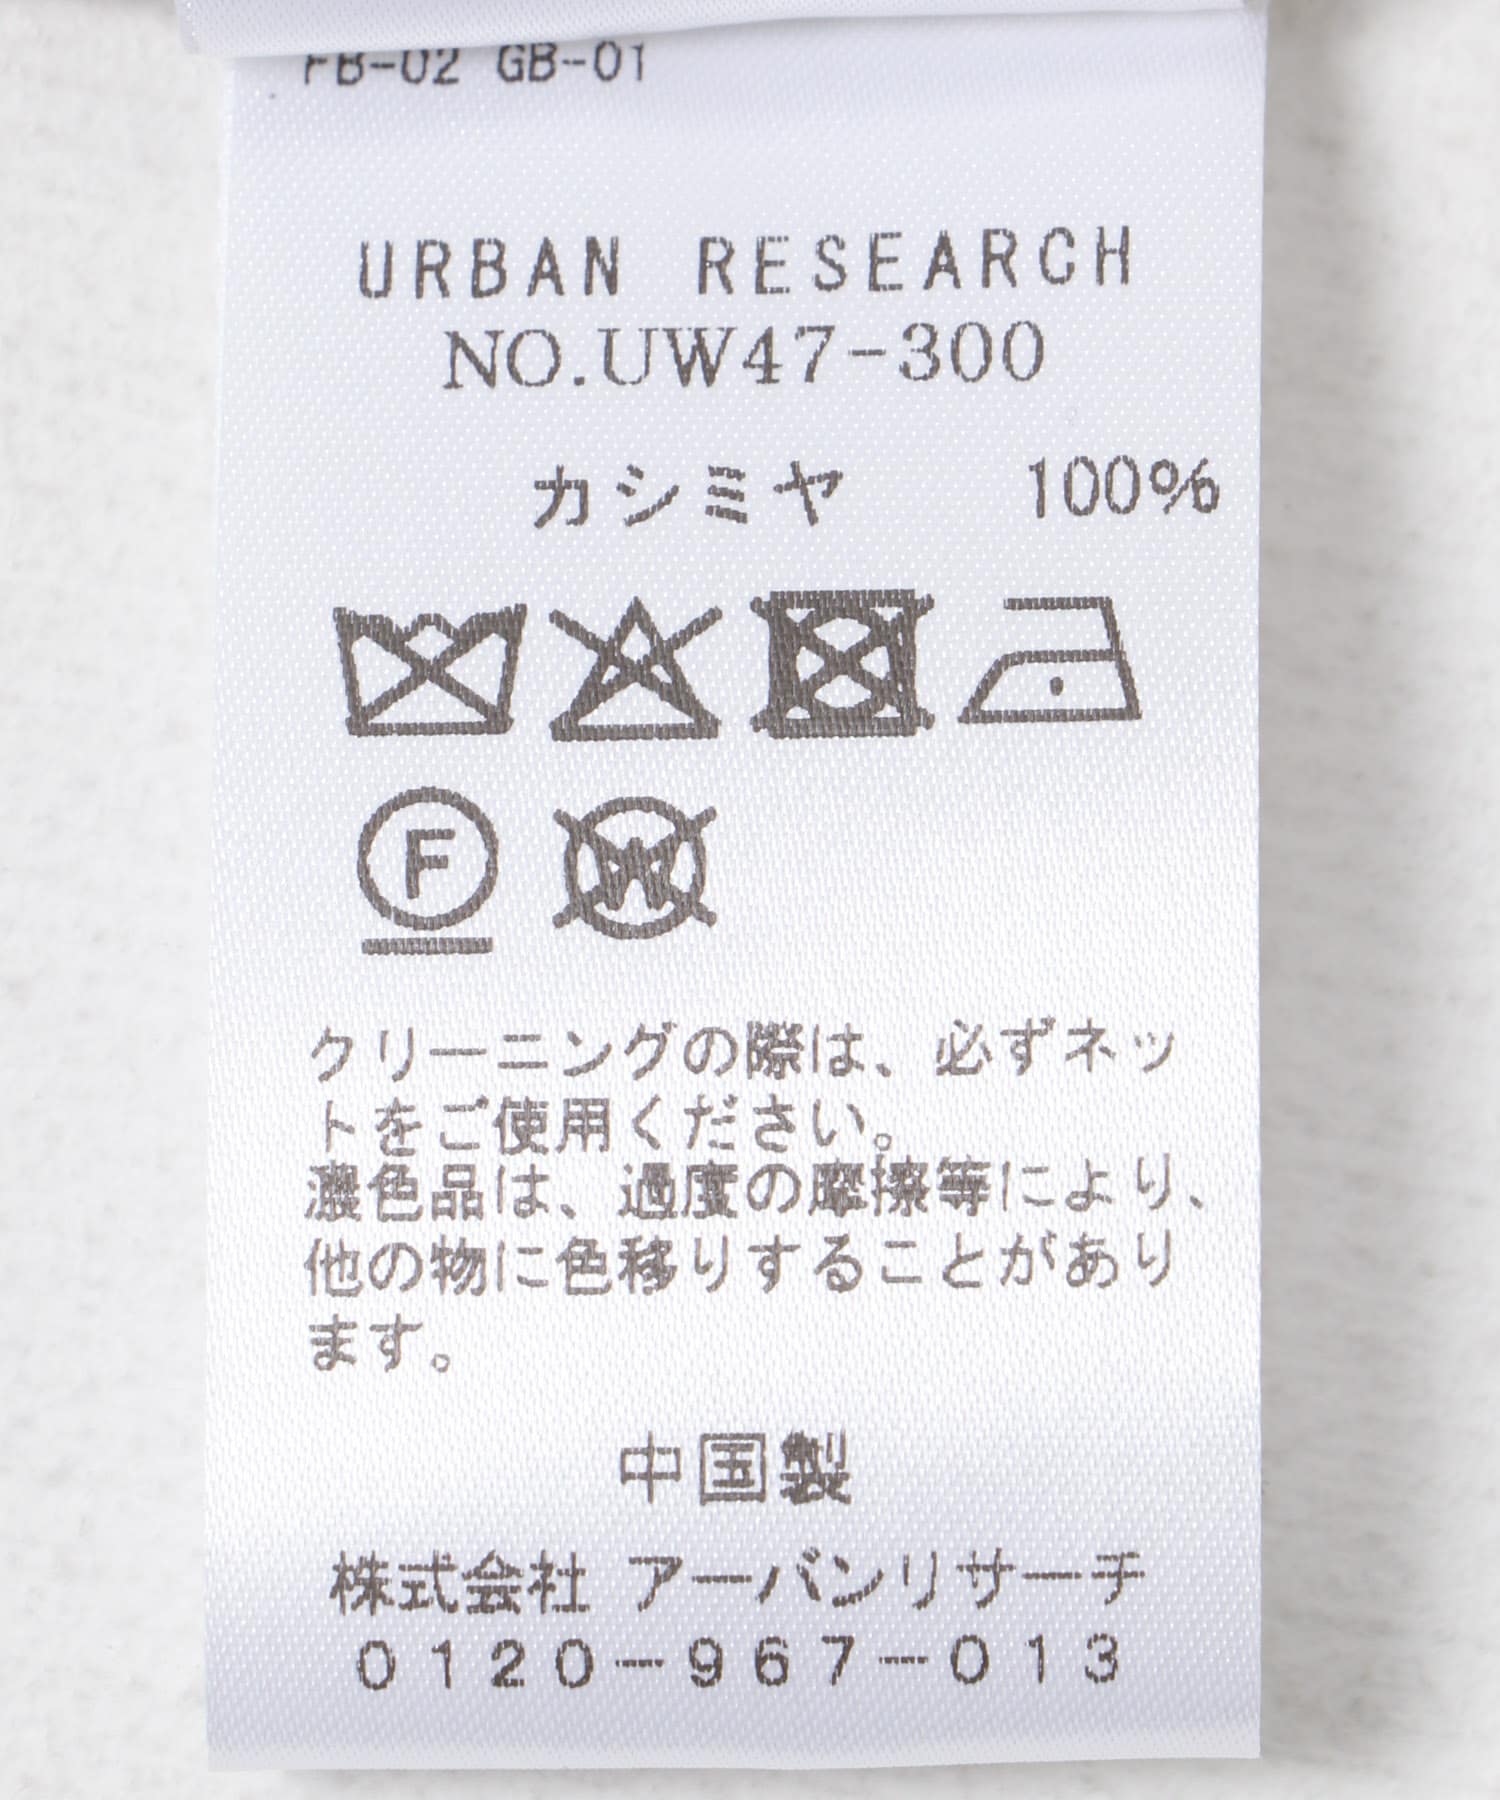 FB-02 GB-01
URBAN RESEARCH
NO.UW47-300
カシミヤ 100%
F
W
クリーニングの際は、必ずネッ
トをご使用ください。
濃色品は、過度の摩擦等により、
他の物に色移りすることがあり
ます。
中国製
株式会社 アーバンリサーチ
0120-967-013